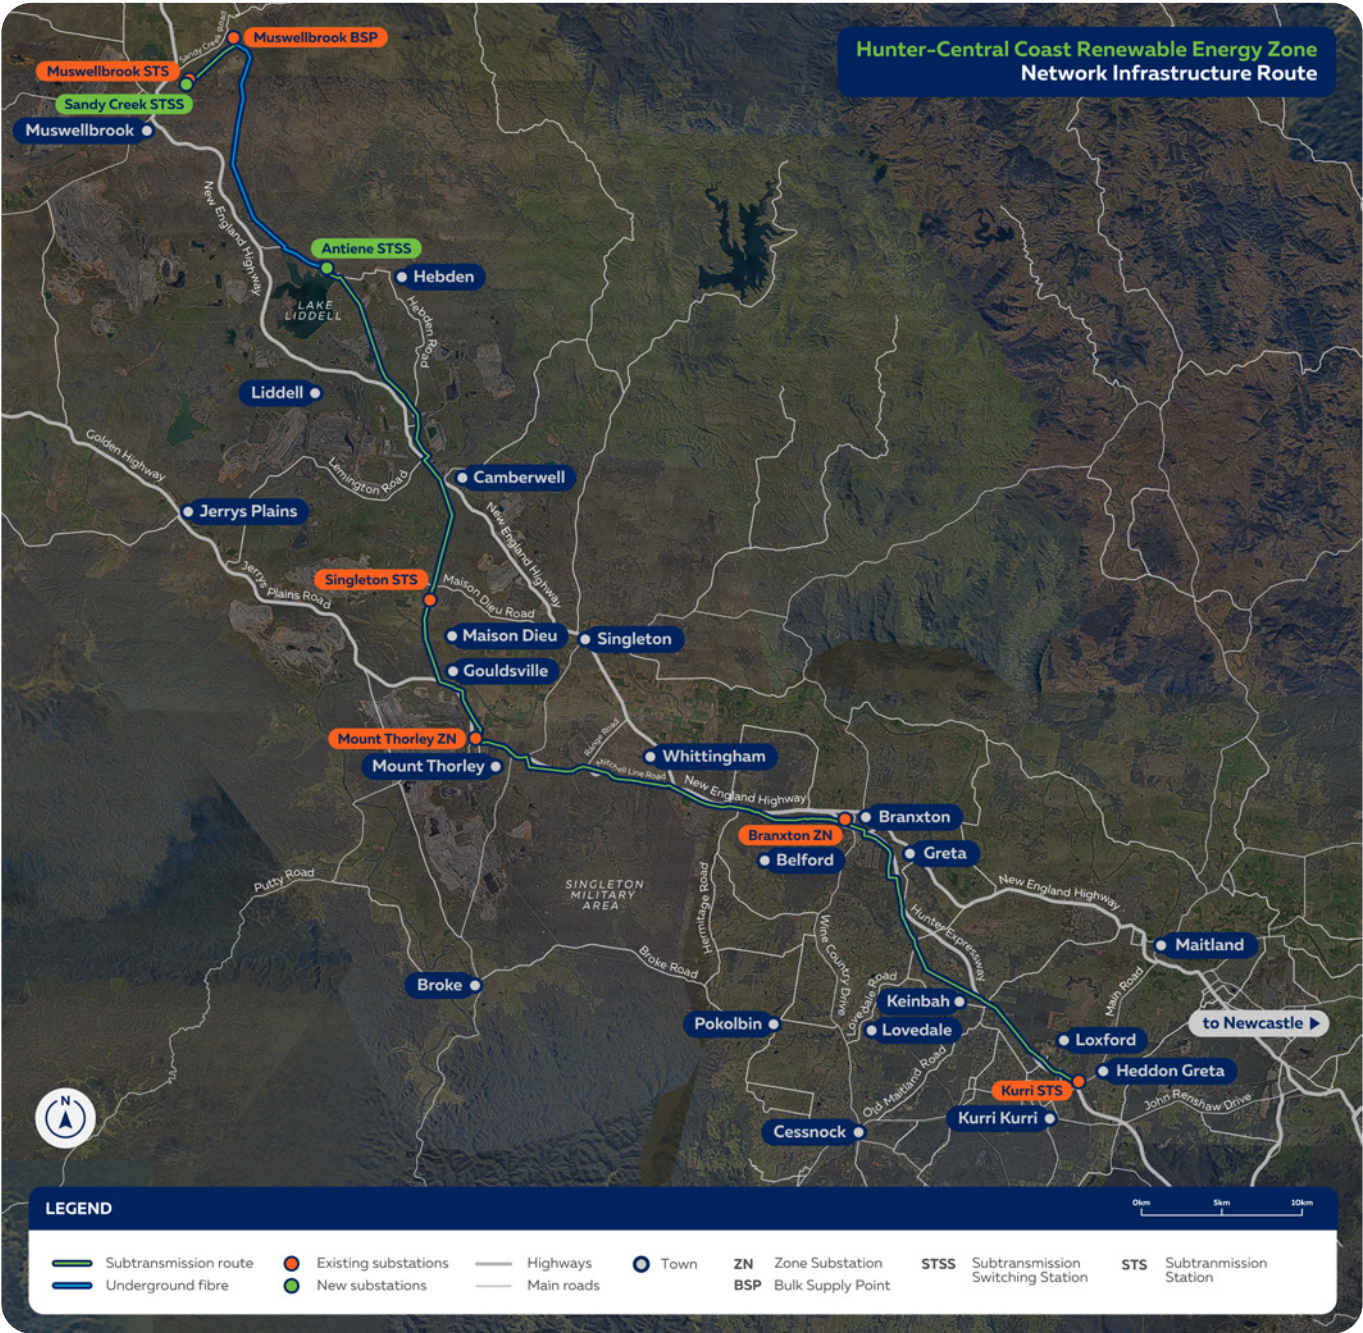 Hunter-Central Coast Renewable Energy Zone
Network Infrastructure Route
Sandy Creek Road
Muswellbrook BSP
Muswellbrook STS
Sandy Creek STSS
Muswellbrook
New England Highway
Antiene STSS
Hebden
LAKE
LIDDELL
Hebden Road
Liddell
Golden Highway
Lemington Road
Camberwell
Jerrys Plains
New England Highway
Jerrys Plains Road
Singleton STS
Maison Dieu Road
Maison Dieu
Singleton
Gouldsville
Mount Thorley ZN
Range Road
Mount Thorley
Whittingham
Mitchell Line Road
New England Highway
Branxton
Branxton ZN
Belford
Greta
Putty Road
SINGLETON
MILITARY
AREA
Hermitage Road
New England Highway
Wine Country Drive
Hunter Expressway
Maitland
Broke Road
Broke
Lovedale Road
Main Road
Keinbah
Pokolbin
Lovedale
to Newcastle
Loxford
Heddon Greta
Old Maitland Road
Kurri STS
John Renshaw Drive
N
Kurri Kurri
Cessnock
LEGEND
0km 5km 10km
Subtransmission route
Underground fibre
Existing substations
New substations
Highways
Main roads
Town
ZN Zone Substation
BSP Bulk Supply Point
STSS Subtransmission
Switching Station
STS Subtranmission
Station